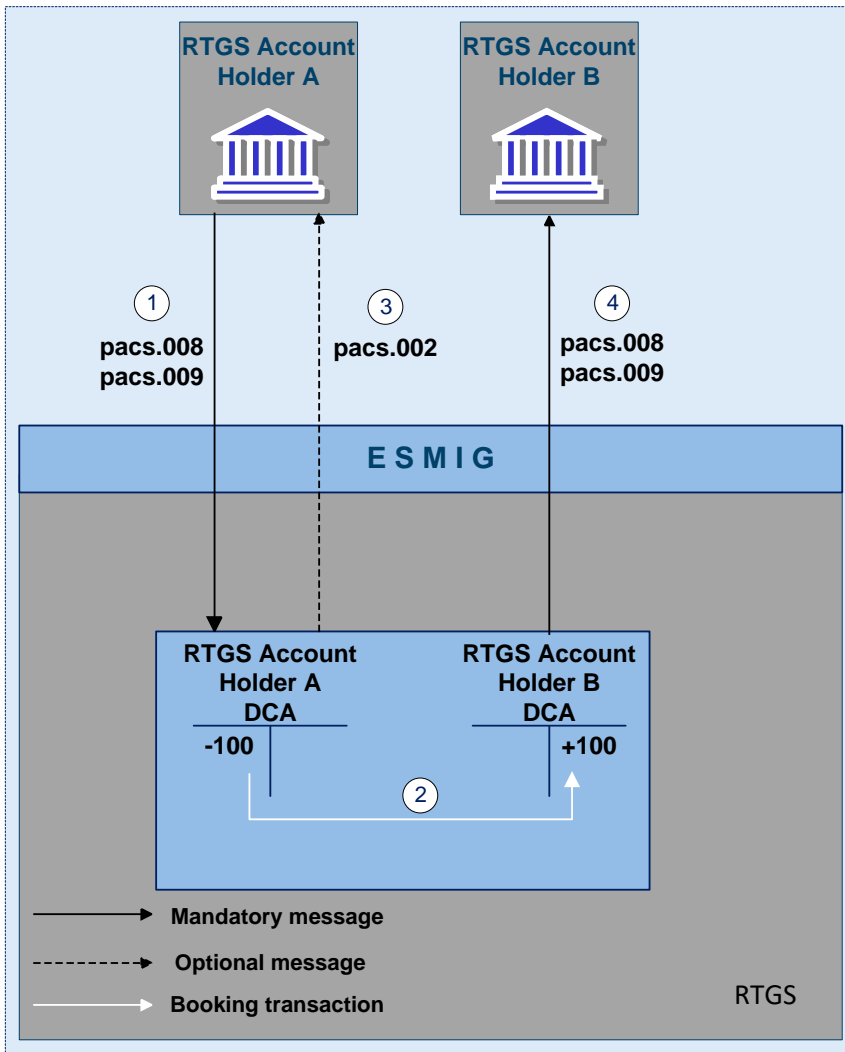 RTGS Account
Holder A
RTGS Account
Holder B
1
pacs.008
pacs.009
3
pacs.002
4
pacs.008
pacs.009
E S M I G
RTGS Account
Holder A
DCA
-100
RTGS Account
Holder B
DCA
+100
2
Mandatory message
Optional message
Booking transaction
RTGS